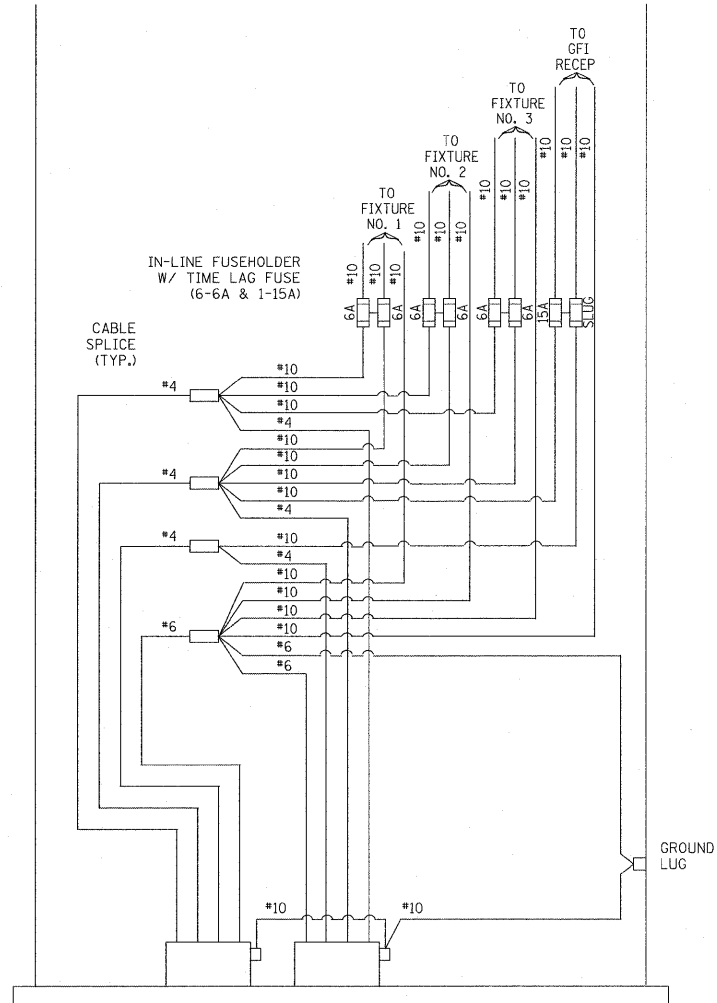 TO
GFI
RECEP
TO
FIXTURE
NO. 3
TO
FIXTURE
NO. 2
TO
FIXTURE
NO. 1
#10
#10
#10
#10
#10
#10
#10
#10
#10
#10
#10
#10
IN-LINE FUSEHOLDER
W/ TIME LAG FUSE
(6-6A & 1-15A)
6A
6A
6A
6A
6A
6A
15A
SLUG
CABLE
SPLICE
(TYP.)
#4
#10
#10
#10
#4
#10
#4
#10
#10
#10
#4
#4
#10
#4
#10
#10
#10
#6
#10
#6
#6
GROUND
LUG
#10
#10